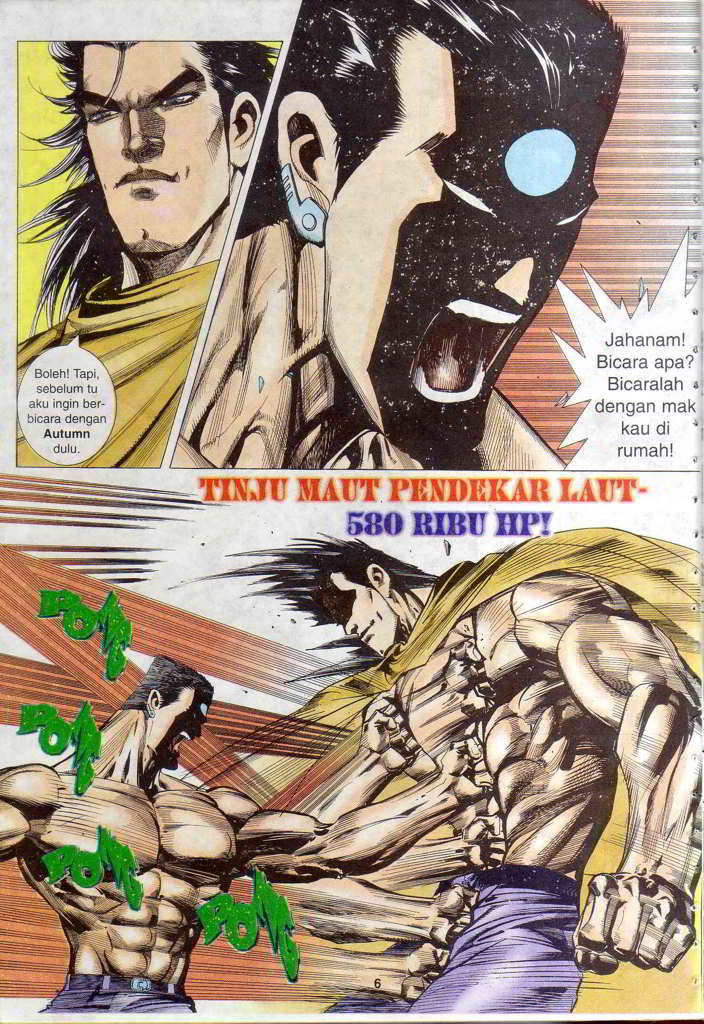 Boleh! Tapi,
sebelum tu
aku ingin ber-
bicara dengan
Autumn
dulu.
Jahanam!
Bicara apa?
Bicaralah
dengan mak
kau di
rumah!
TINJU MAUT PENDEKAR LAUT-
580 RIBU HP!
POM
POM
POM
POM
6